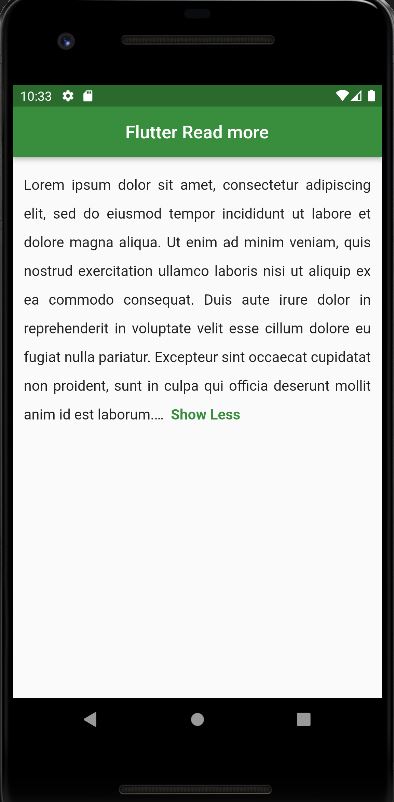 10:33
Flutter Read more
Lorem ipsum dolor sit amet, consectetur adipiscing
elit, sed do eiusmod tempor incididunt ut labore et
dolore magna aliqua. Ut enim ad minim veniam, quis
nostrud exercitation ullamco laboris nisi ut aliquip ex
ea commodo consequat. Duis aute irure dolor in
reprehenderit in voluptate velit esse cillum dolore eu
fugiat nulla pariatur. Excepteur sint occaecat cupidatat
non proident, sunt in culpa qui officia deserunt mollit
anim id est laborum.... Show Less